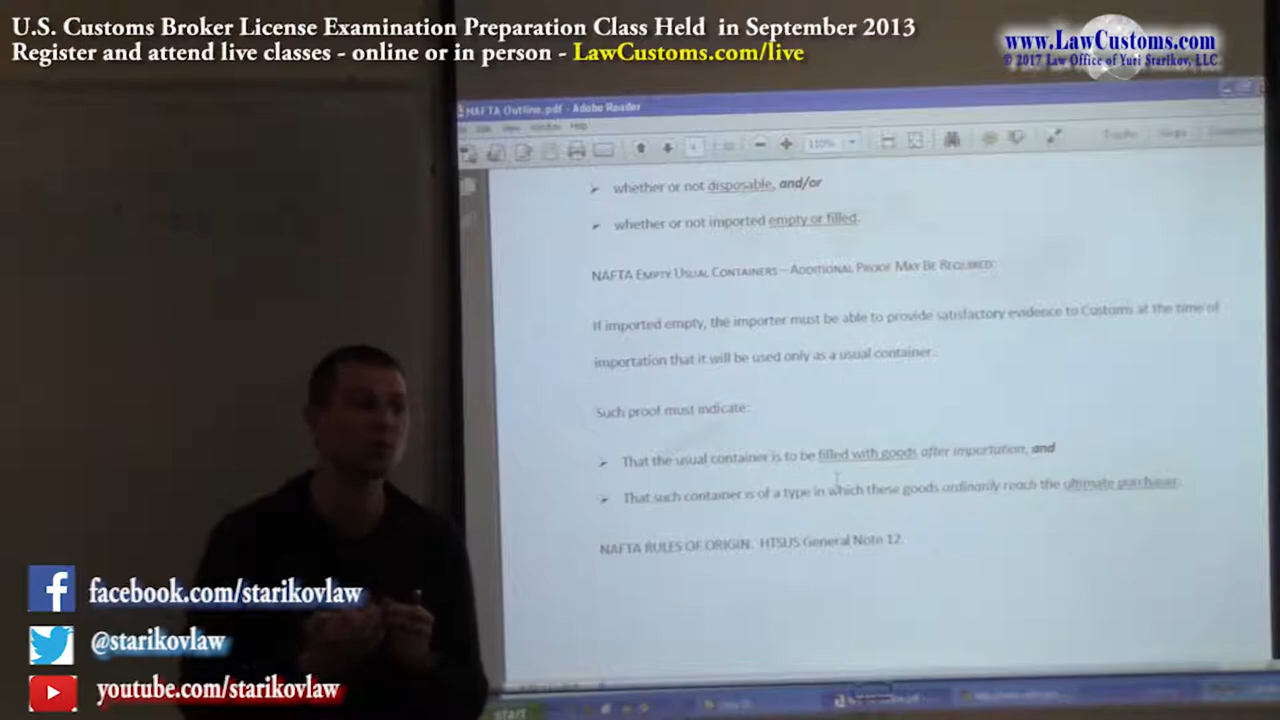 U.S. Customs Broker License Examination Preparation Class Held in September 2013
Register and attend live classes - online or in person - LawCustoms.com/live
www.LawCustoms.com
© 2017 Law Office of Yuri Starikov, LLC
NAFTA Outline.pdf - Adobe Reader
Window Help
110%
whether or not disposable, and/or
whether or not imported empty or filled.
NAFTA EMPTY USUAL CONTAINERS – ADDITIONAL PROOF MAY BE REQUIRED:
If imported empty, the importer must be able to provide satisfactory evidence to Customs at the time of
importation that it will be used only as a usual container.
Such proof must indicate:
That the usual container is to be filled with goods after importation, and
That such container is of a type in which these goods ordinarily reach the ultimate purchaser.
NAFTA RULES OF ORIGIN. HTSUS General Note 12.
start
facebook.com/starikovlaw
@starikovlaw
youtube.com/starikovlaw